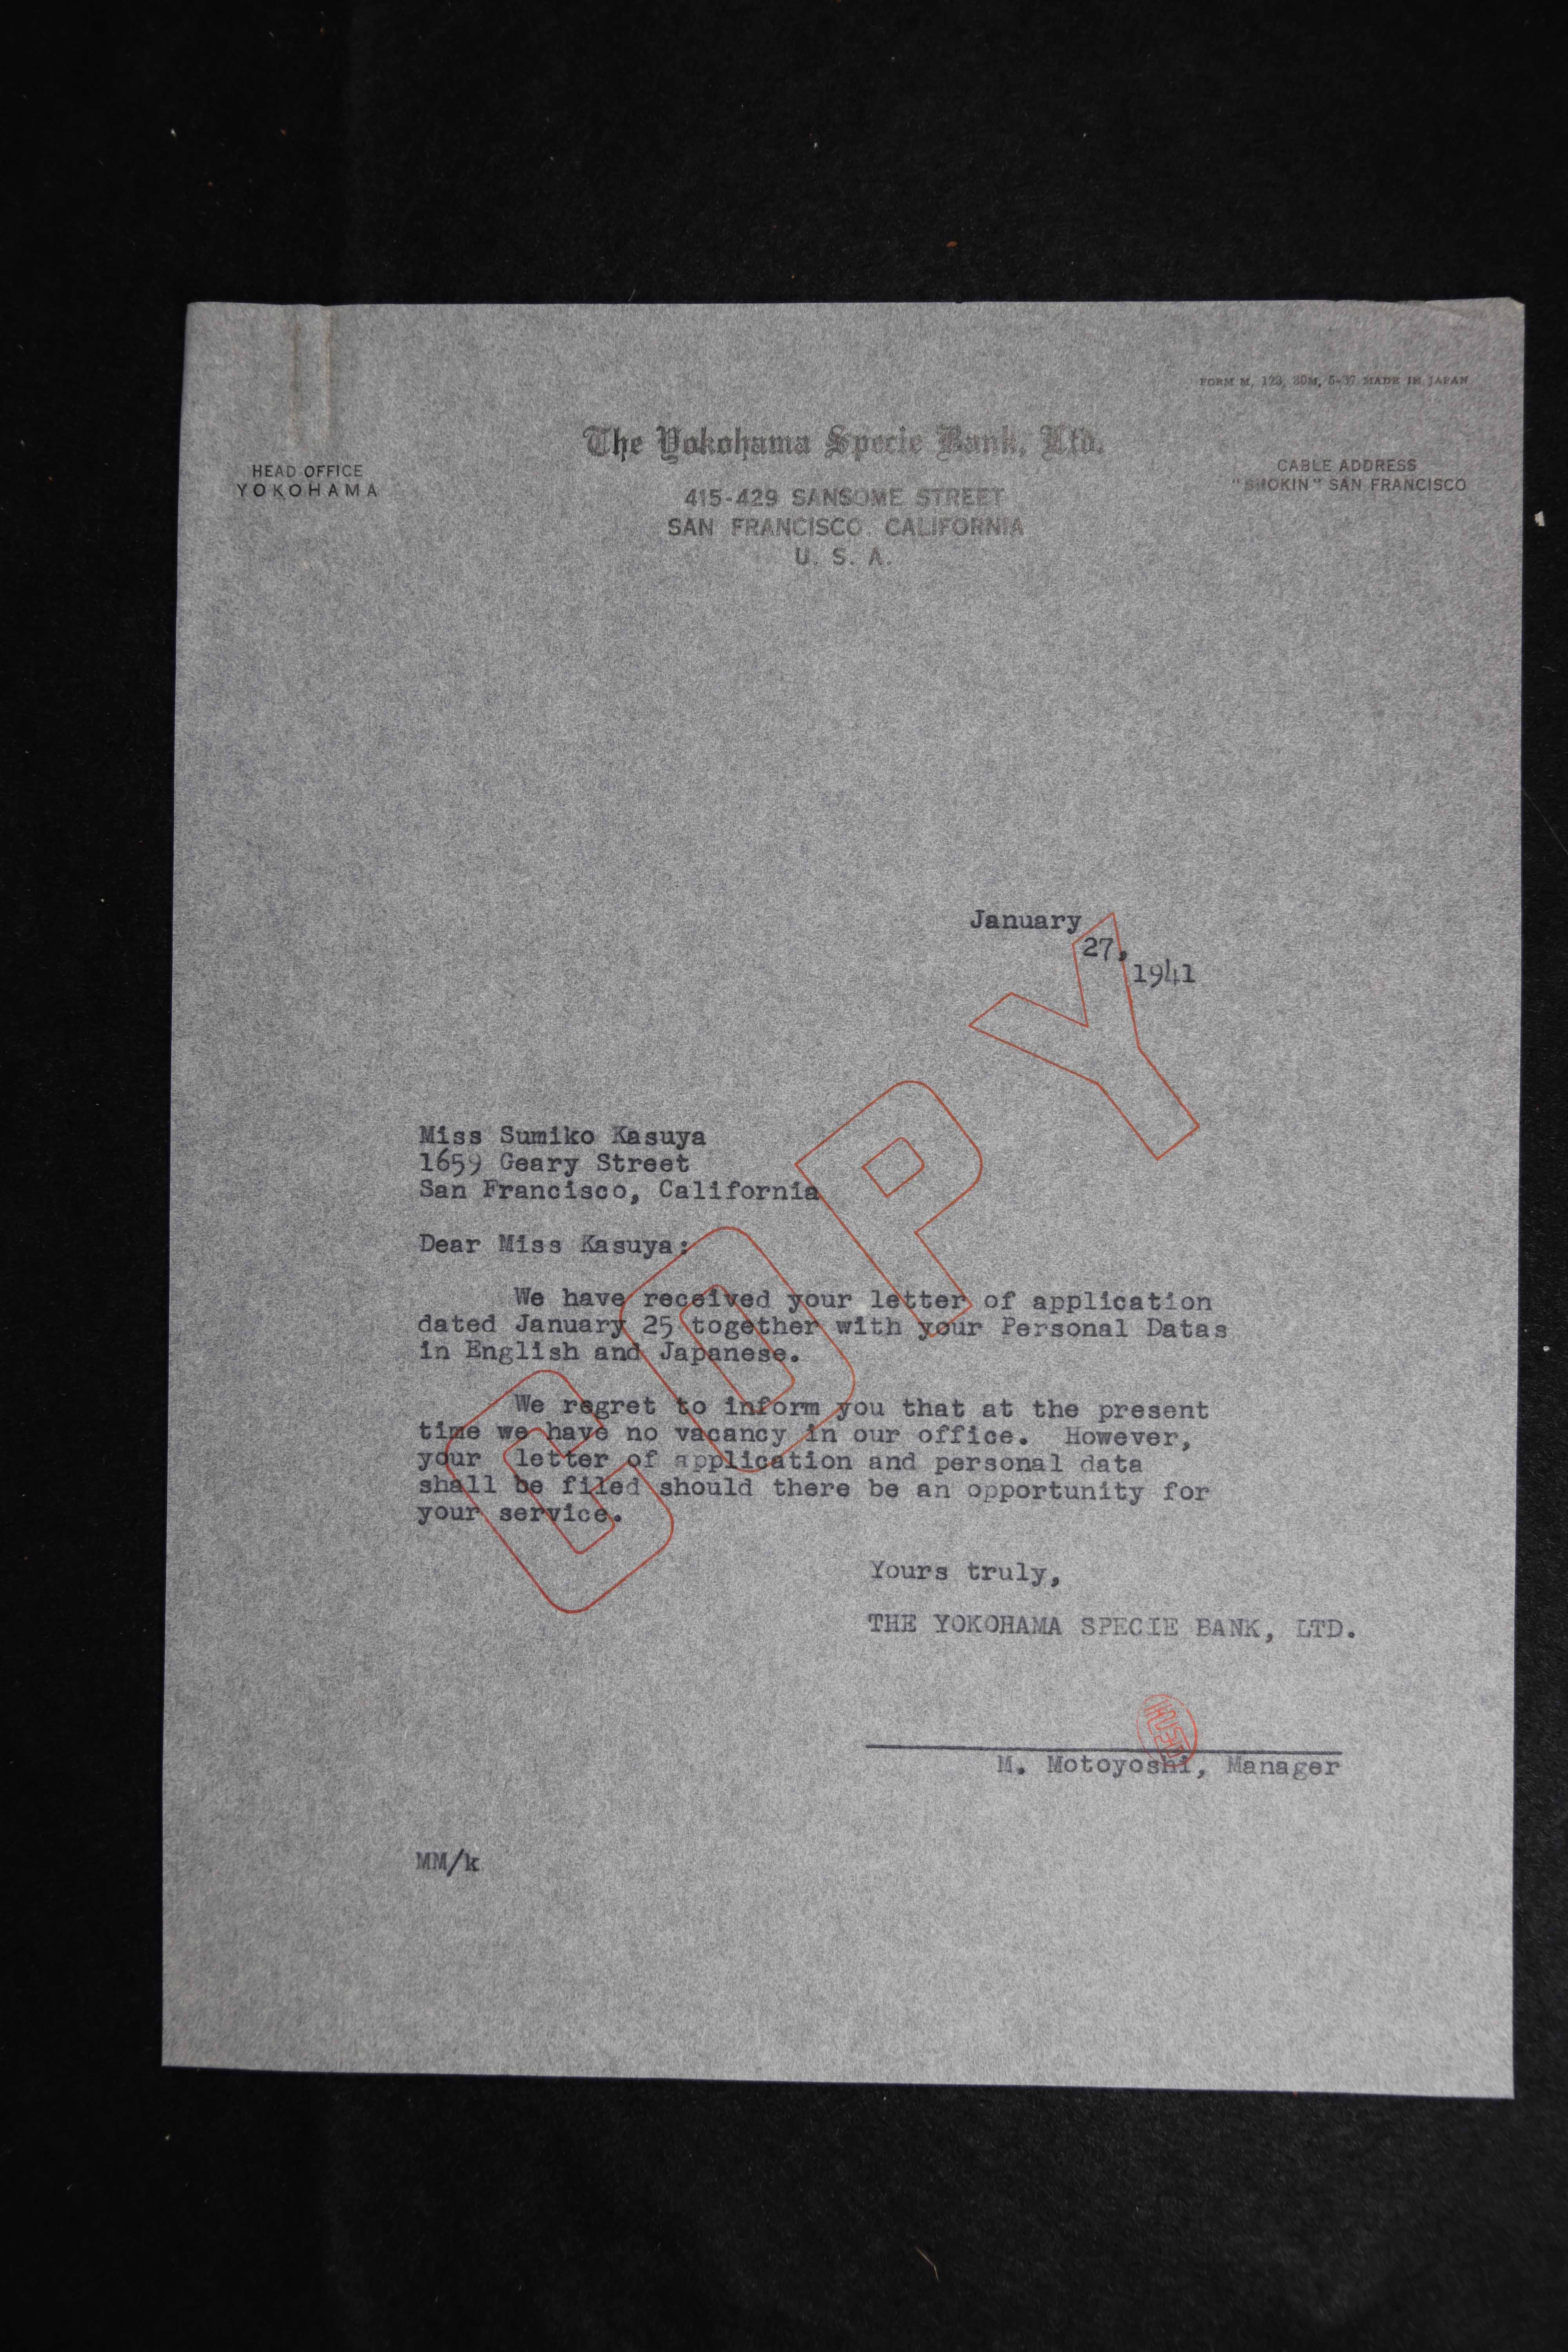 FORM M, 123, 30M, 5-37 MADE IN JAPAN
The Yokohama Specie Bank, Ltd.
HEAD OFFICE
YOKOHAMA
CABLE ADDRESS
"SHOKIN" SAN FRANCISCO
415-429 SANSOME STREET
SAN FRANCISCO, CALIFORNIA
U. S. A.
January
27,
1941
COPY
Miss Sumiko Kasuya
1659 Geary Street
San Francisco, California
Dear Miss Kasuya:
We have received your letter of application
dated January 25 together with your Personal Datas
in English and Japanese.
We regret to inform you that at the present
time we have no vacancy in our office. However,
your letter of application and personal data
shall be filed should there be an opportunity for
your service.
Yours truly,
THE YOKOHAMA SPECIE BANK, LTD.
M. Motoyoshi, Manager
MM/k